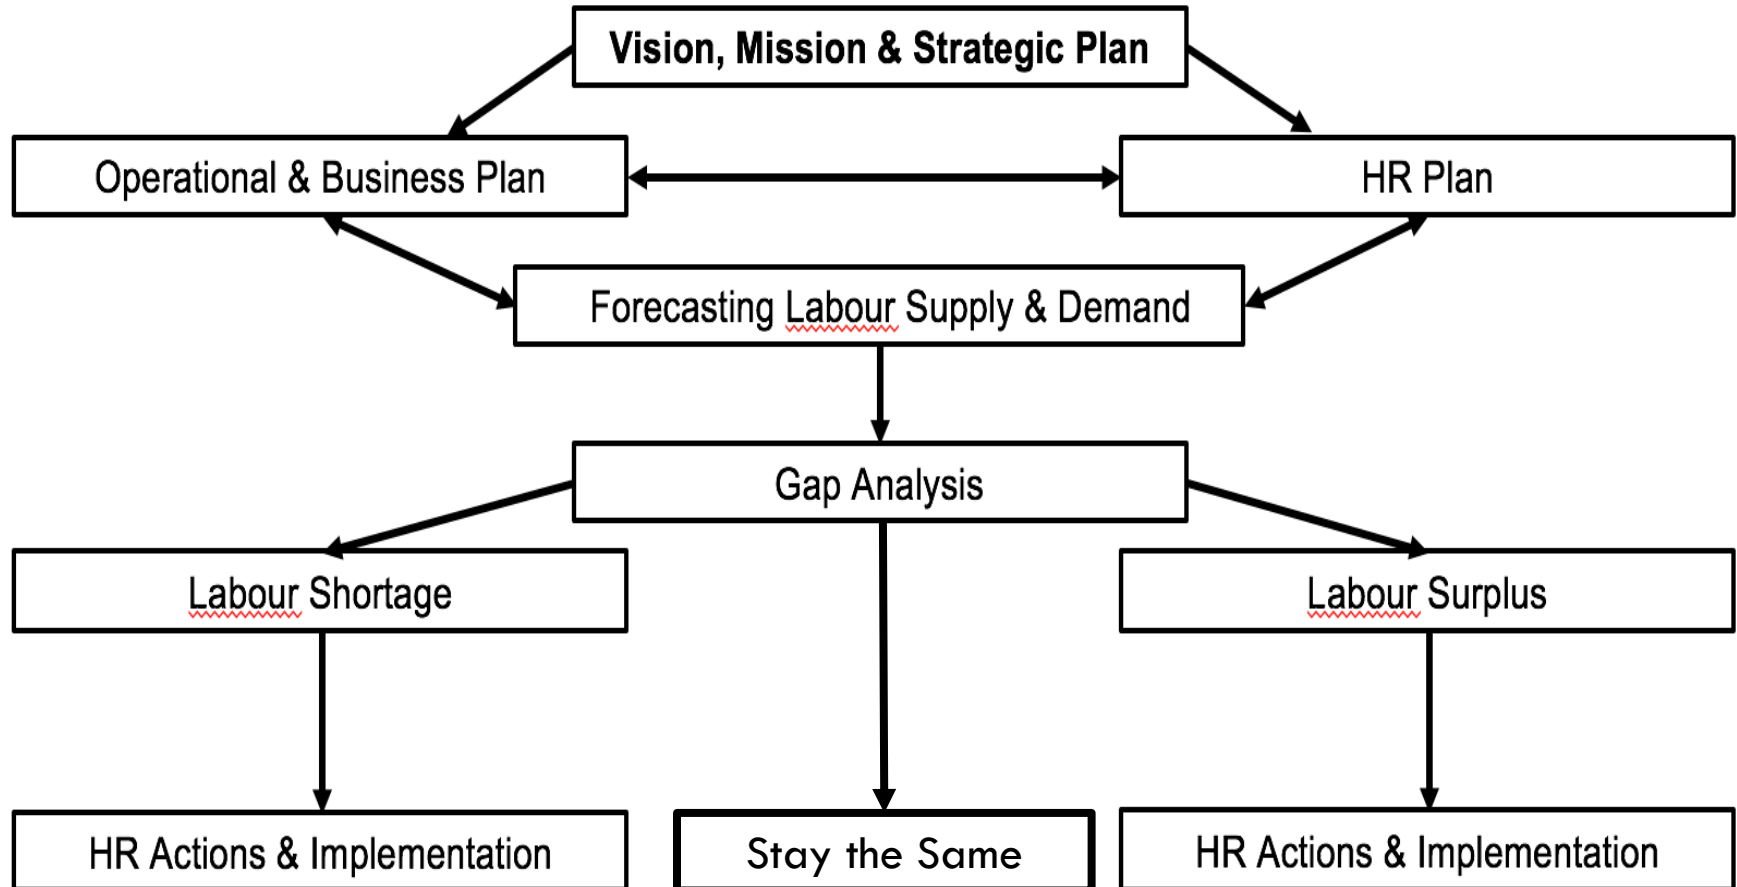 Vision, Mission & Strategic Plan
Operational & Business Plan
HR Plan
Forecasting Labour Supply & Demand
Gap Analysis
Labour Shortage
Labour Surplus
HR Actions & Implementation
Stay the Same
HR Actions & Implementation